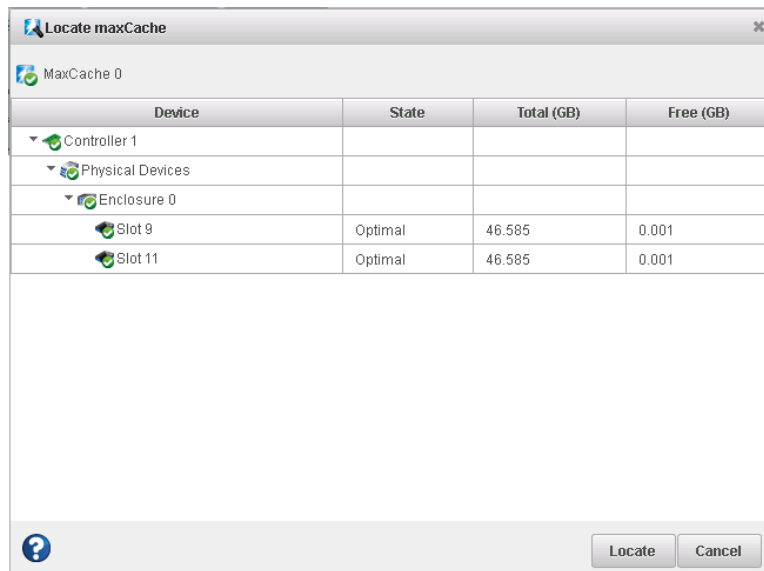 Locate maxCache
MaxCache 0
Device State Total (GB) Free (GB)
Controller 1
Physical Devices
Enclosure 0
Slot 9 Optimal 46.585 0.001
Slot 11 Optimal 46.585 0.001
? Locate Cancel